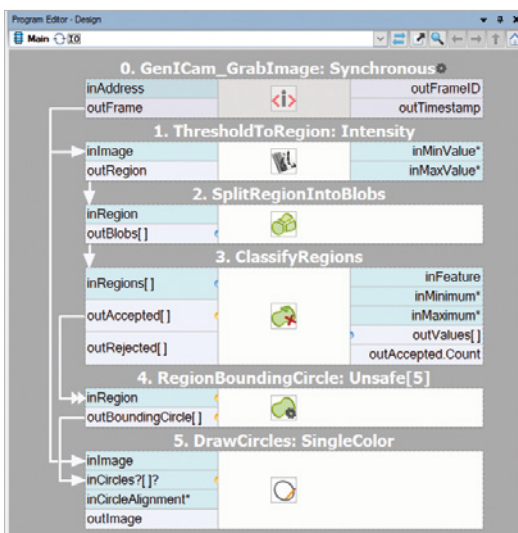 Program Editor - Design
Main IO
0. GenICam_GrabImage: Synchronous
inAddress outFrameID
outFrame outTimestamp
1. ThresholdToRegion: Intensity
inImage inMinValue*
outRegion inMaxValue*
2. SplitRegionIntoBlobs
inRegion
outBlobs[ ]
3. ClassifyRegions
inFeature
inRegions[ ] inMinimum*
outAccepted[ ] inMaximum*
outValues[ ]
outRejected[ ] outAccepted.Count
4. RegionBoundingCircle: Unsafe[5]
inRegion
outBoundingCircle[ ]
5. DrawCircles: SingleColor
inImage
inCircles?[ ]?
inCircleAlignment*
outImage